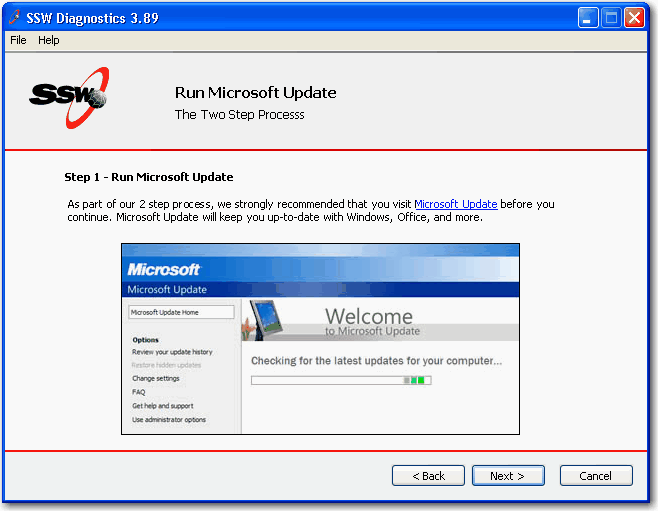 SSW Diagnostics 3.89
File Help
SSW
Run Microsoft Update
The Two Step Processs
Step 1 - Run Microsoft Update
As part of our 2 step process, we strongly recommended that you visit Microsoft Update before you
continue. Microsoft Update will keep you up-to-date with Windows, Office, and more.
Microsoft
Microsoft Update
Microsoft Update Home
Welcome
to Microsoft Update
Options
Review your update history
Restore hidden updates
Change settings
FAQ
Get help and support
Use administrator options
Checking for the latest updates for your computer...
< Back Next > Cancel